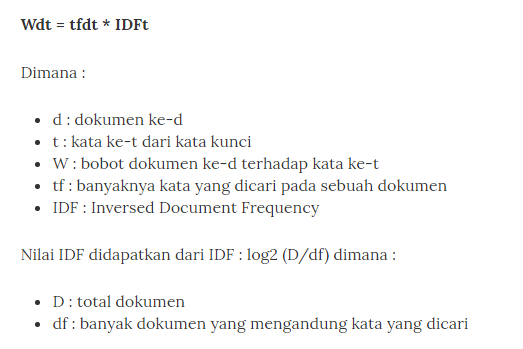 Wdt = tfdt * IDFt
Dimana :
• d : dokumen ke-d
• t : kata ke-t dari kata kunci
• W : bobot dokumen ke-d terhadap kata ke-t
• tf : banyaknya kata yang dicari pada sebuah dokumen
• IDF : Inversed Document Frequency
Nilai IDF didapatkan dari IDF : log2 (D/df) dimana :
• D : total dokumen
• df : banyak dokumen yang mengandung kata yang dicari